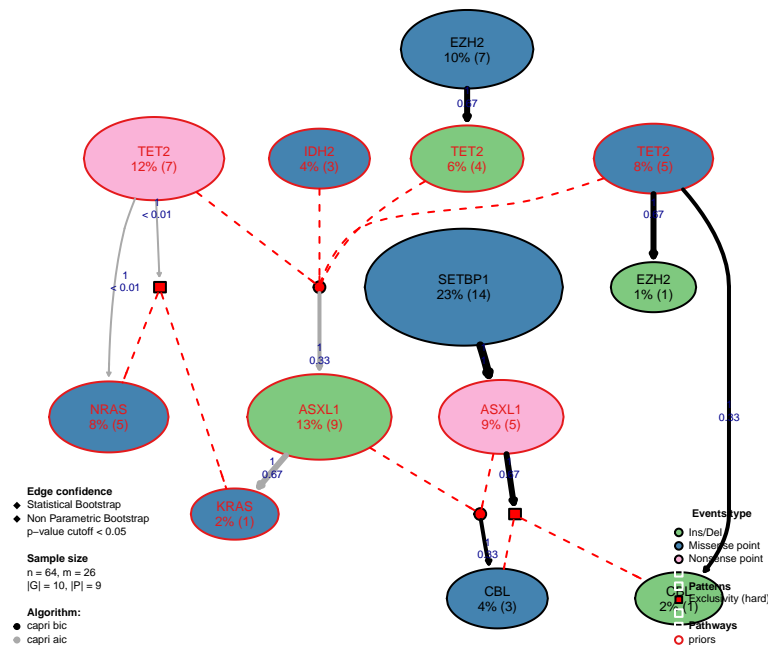 EZH2
10% (7)
0.67
TET2
12% (7)
IDH2
4% (3)
TET2
6% (4)
TET2
8% (5)
1
< 0.01
0.67
1
< 0.01
SETBP1
23% (14)
EZH2
1% (1)
1
0.33
NRAS
8% (5)
ASXL1
13% (9)
ASXL1
9% (5)
0.33
0.67
0.67
KRAS
2% (1)
1
0.33
CBL
4% (3)
2% (1)
Edge confidence
Statistical Bootstrap
Non Parametric Bootstrap
p−value cutoff < 0.05
Sample size
n = 64, m = 26
|G| = 10, |P| = 9
Algorithm:
capri bic
capri aic
Events type
Ins/Del
Missense point
Nonsense point
Patterns
Exclusivity (hard)
Pathways
priors